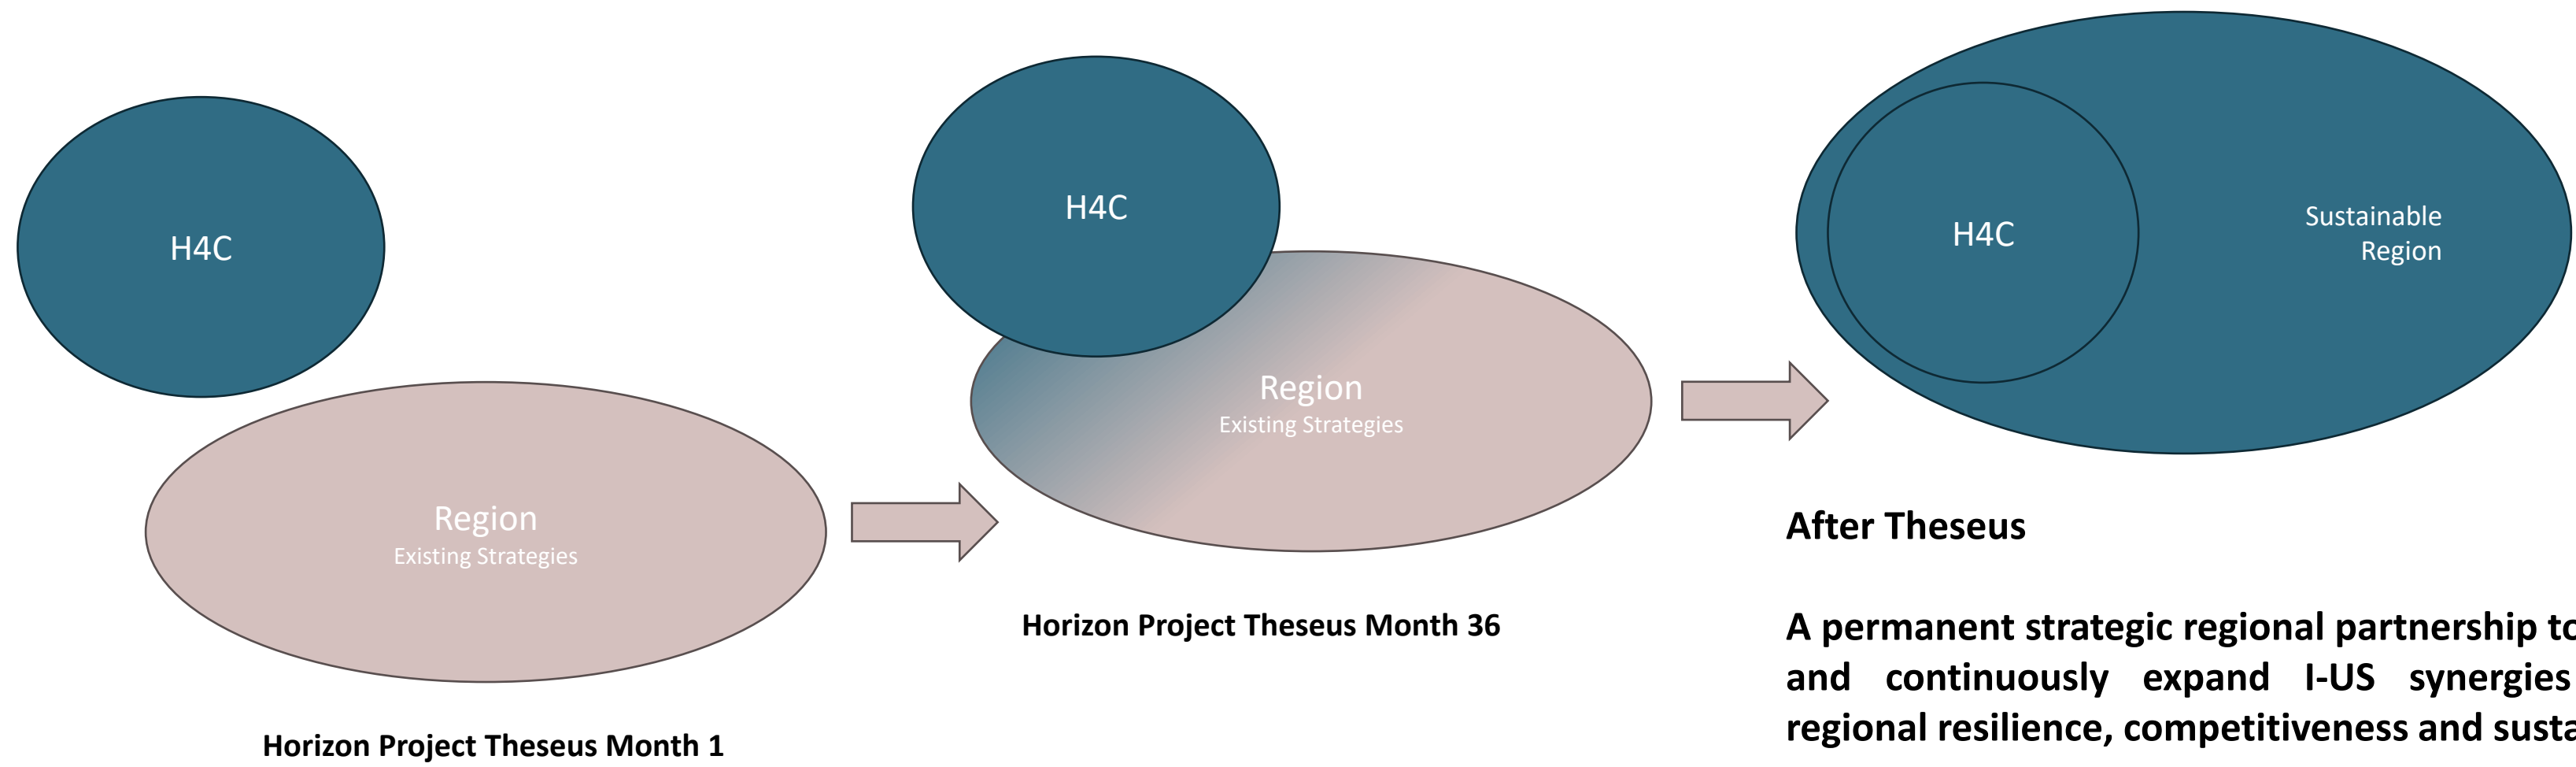 H4C
Region
Existing Strategies
Horizon Project Theseus Month 1
H4C
Region
Existing Strategies
Horizon Project Theseus Month 36
H4C
Sustainable
Region
After Theseus
A permanent strategic regional partnership
and continuously expand I-US synergies
regional resilience, competitiveness and